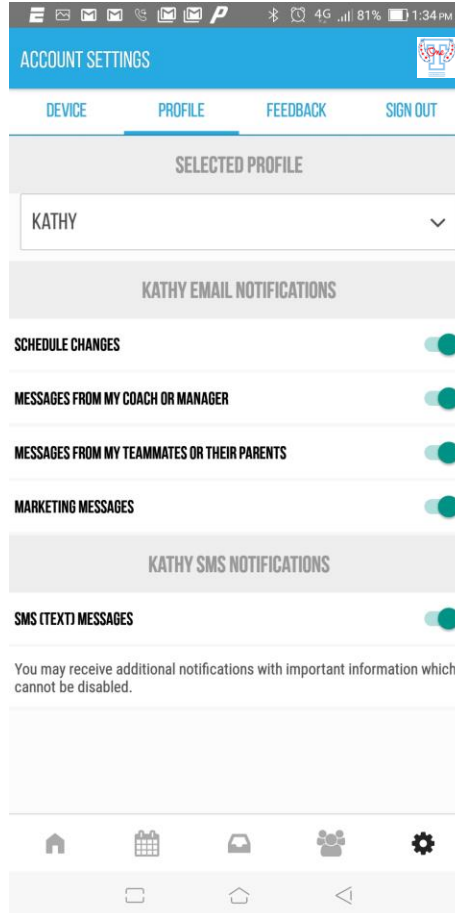 4G 81% 1:34 PM
ACCOUNT SETTINGS
DEVICE PROFILE FEEDBACK SIGN OUT
SELECTED PROFILE
KATHY
KATHY EMAIL NOTIFICATIONS
SCHEDULE CHANGES
MESSAGES FROM MY COACH OR MANAGER
MESSAGES FROM MY TEAMMATES OR THEIR PARENTS
MARKETING MESSAGES
KATHY SMS NOTIFICATIONS
SMS (TEXT) MESSAGES
You may receive additional notifications with important information which
cannot be disabled.